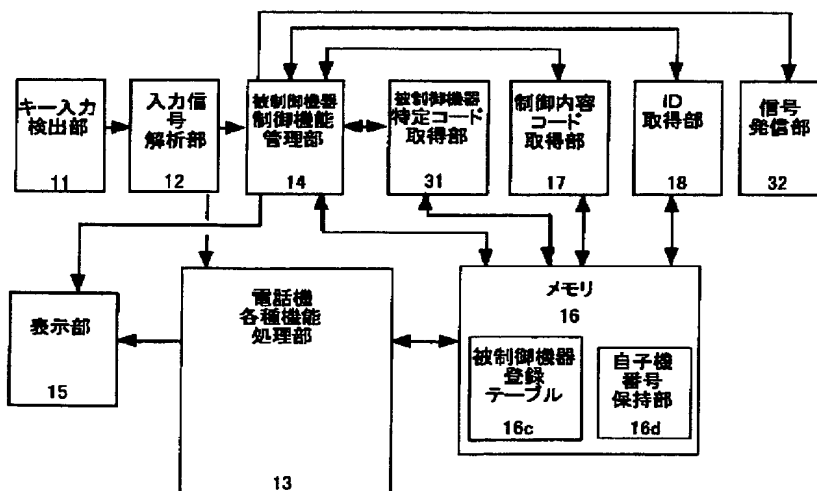 キー入力
検出部
11
入力信
号
解析部
12
被制御機器
制御機能
管理部
14
被制御機器
特定コード
取得部
31
制御内容
コード
取得部
17
ID
取得部
18
信号
発信部
32
表示部
15
電話機
各種機能
処理部
13
メモリ
16
被制御機器
登録
テーブル
16c
自子機
番号
保持部
16d